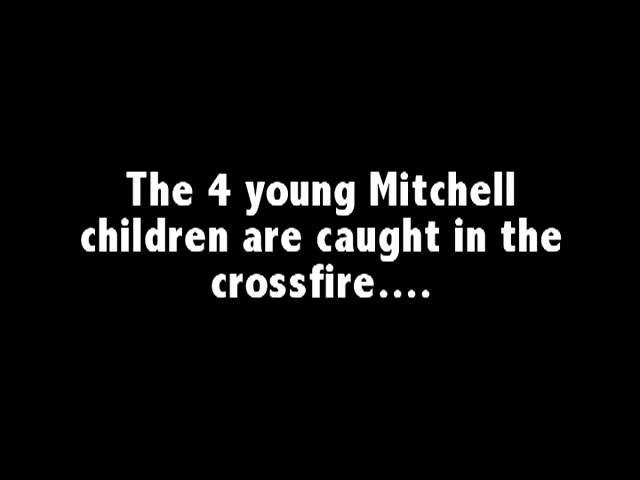 The 4 young Mitchell
children are caught in the
crossfire....